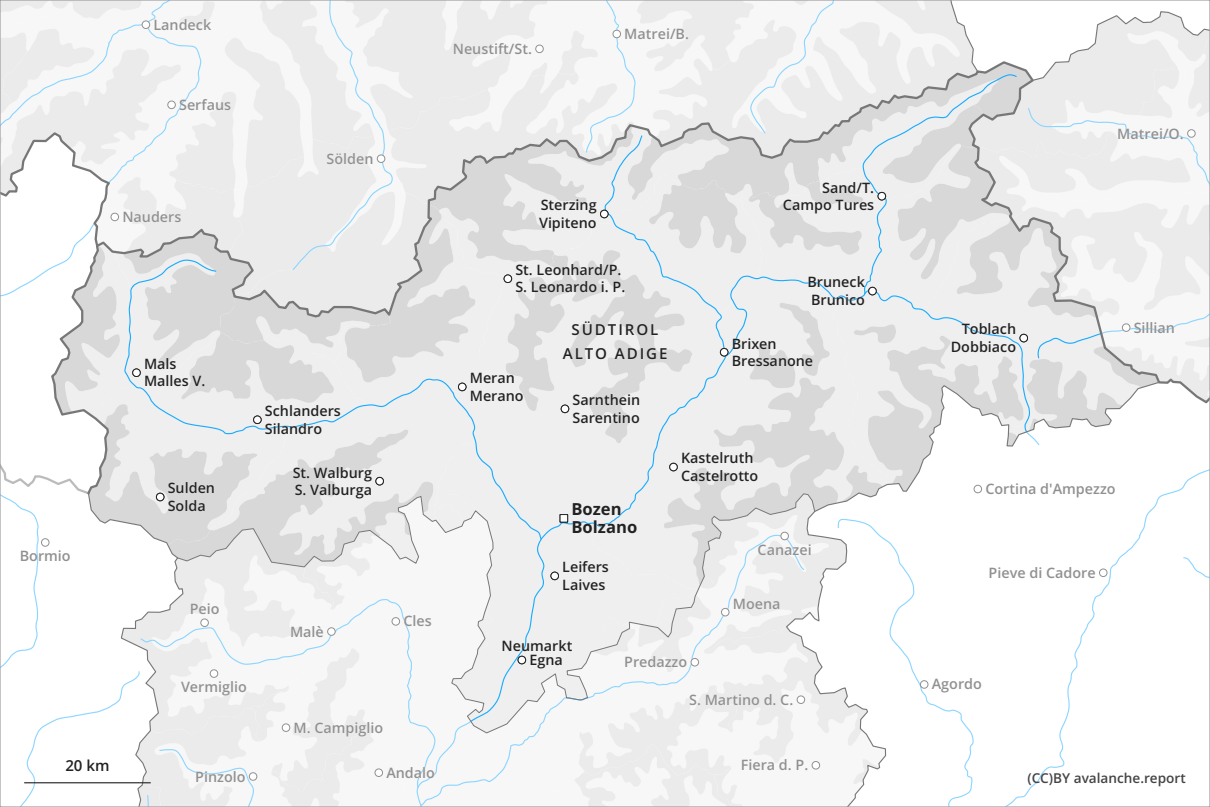 Landeck
Matrei/B.
Neustift/St.
Serfaus
Matrei/O.
Sölden
Sand/T.
Campo Tures
Nauders
Sterzing
Vipiteno
St. Leonhard/P.
S. Leonardo i. P.
Bruneck
Brunico
SÜDTIROL
ALTO ADIGE
Toblach
Dobbiaco
Sillian
Brixen
Bressanone
Mals
Malles V.
Meran
Merano
Sarnthein
Sarentino
Schlanders
Silandro
Kastelruth
Castelrotto
St. Walburg
S. Valburga
Sulden
Solda
Cortina d'Ampezzo
Bozen
Bolzano
Bormio
Canazei
Leifers
Laives
Pieve di Cadore
Peio
Moena
Malè
Cles
Neumarkt
Egna
Predazzo
Vermiglio
Agordo
S. Martino d. C.
M. Campiglio
20 km
Pinzolo
Andalo
Fiera d. P.
(CC)BY avalanche.report